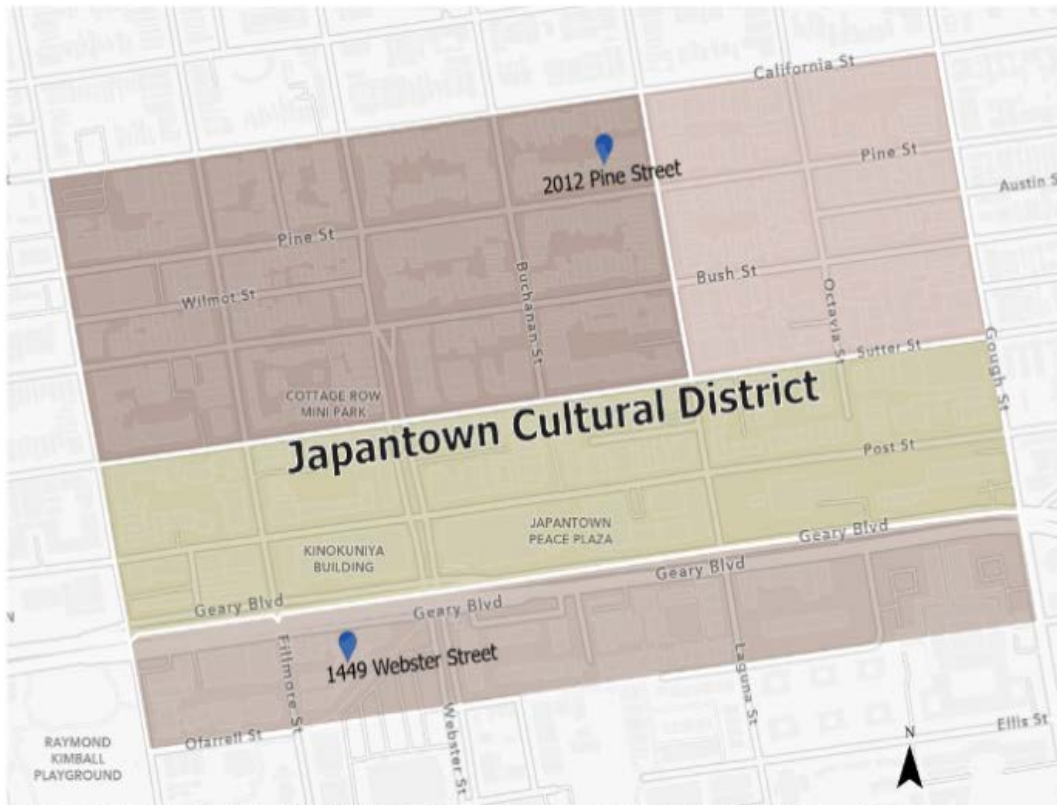 California St
Pine St
Austin S
2012 Pine Street
Pine St
Bush St
Wilmot St
Buchanan St
Octavia St
Sutter St
Gough St
COTTAGE ROW
MINI PARK
Japantown Cultural District
Post St
JAPANTOWN
PEACE PLAZA
KINOKUNIYA
BUILDING
Geary Blvd
Geary Blvd
Geary Blvd
Geary Blvd
Fillmore St
1449 Webster Street
Webster St
Laguna St
Ofarrell St
Ellis St
RAYMOND
KIMBALL
PLAYGROUND
N